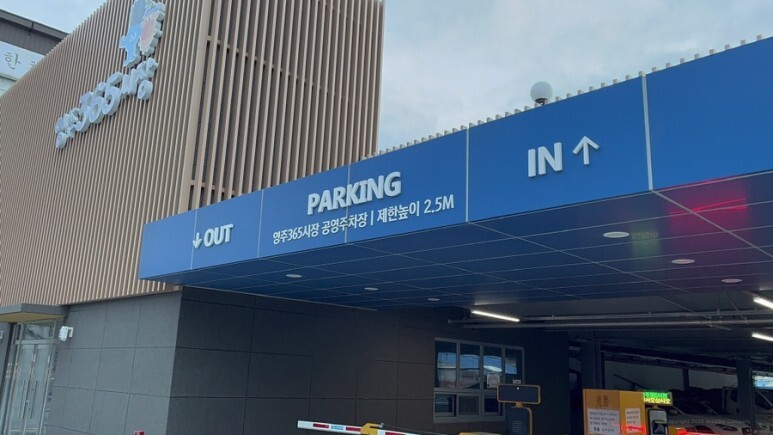 영주365시장
OUT
PARKING
영주365시장 공영주차장 | 제한높이 2.5M
IN